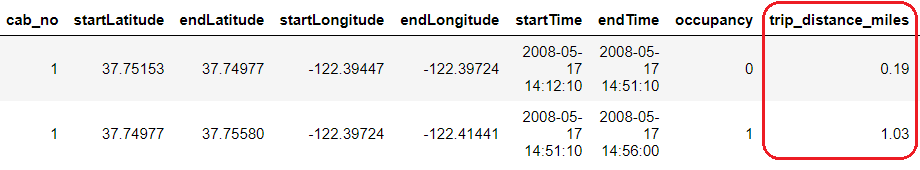 cab_no startLatitude endLatitude startLongitude endLongitude startTime endTime occupancy trip_distance_miles
2008-05- 2008-05-
1 37.75153 37.74977 -122.39447 -122.39724 17 17 0 0.19
14:12:10 14:51:10
2008-05- 2008-05-
1 37.74977 37.75580 -122.39724 -122.41441 17 17 1 1.03
14:51:10 14:56:00